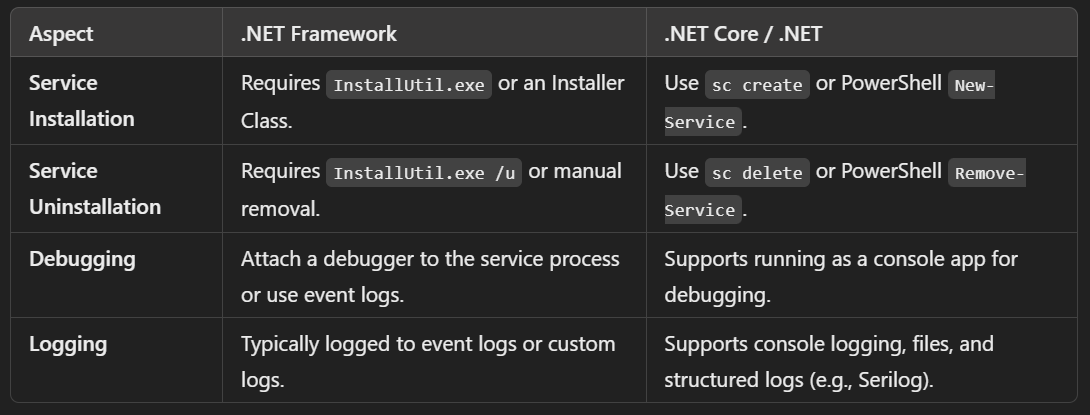 Aspect .NET Framework .NET Core / .NET
Service Installation
Requires InstallUtil.exe or an Installer
Class.
Use sc create or PowerShell New-
Service.
Service Uninstallation
Requires InstallUtil.exe /u or manual
removal.
Use sc delete or PowerShell Remove-
Service.
Debugging
Attach a debugger to the service process
or use event logs.
Supports running as a console app for
debugging.
Logging
Typically logged to event logs or custom
logs.
Supports console logging, files, and
structured logs (e.g., Serilog).